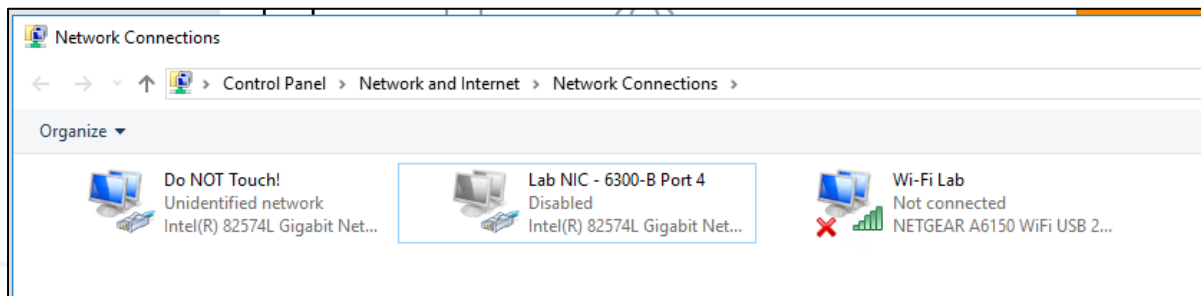 Network Connections
Control Panel > Network and Internet > Network Connections >
Organize
Do NOT Touch!
Unidentified network
Intel(R) 82574L Gigabit Net...
Lab NIC - 6300-B Port 4
Disabled
Intel(R) 82574L Gigabit Net...
Wi-Fi Lab
Not connected
NETGEAR A6150 WiFi USB 2...